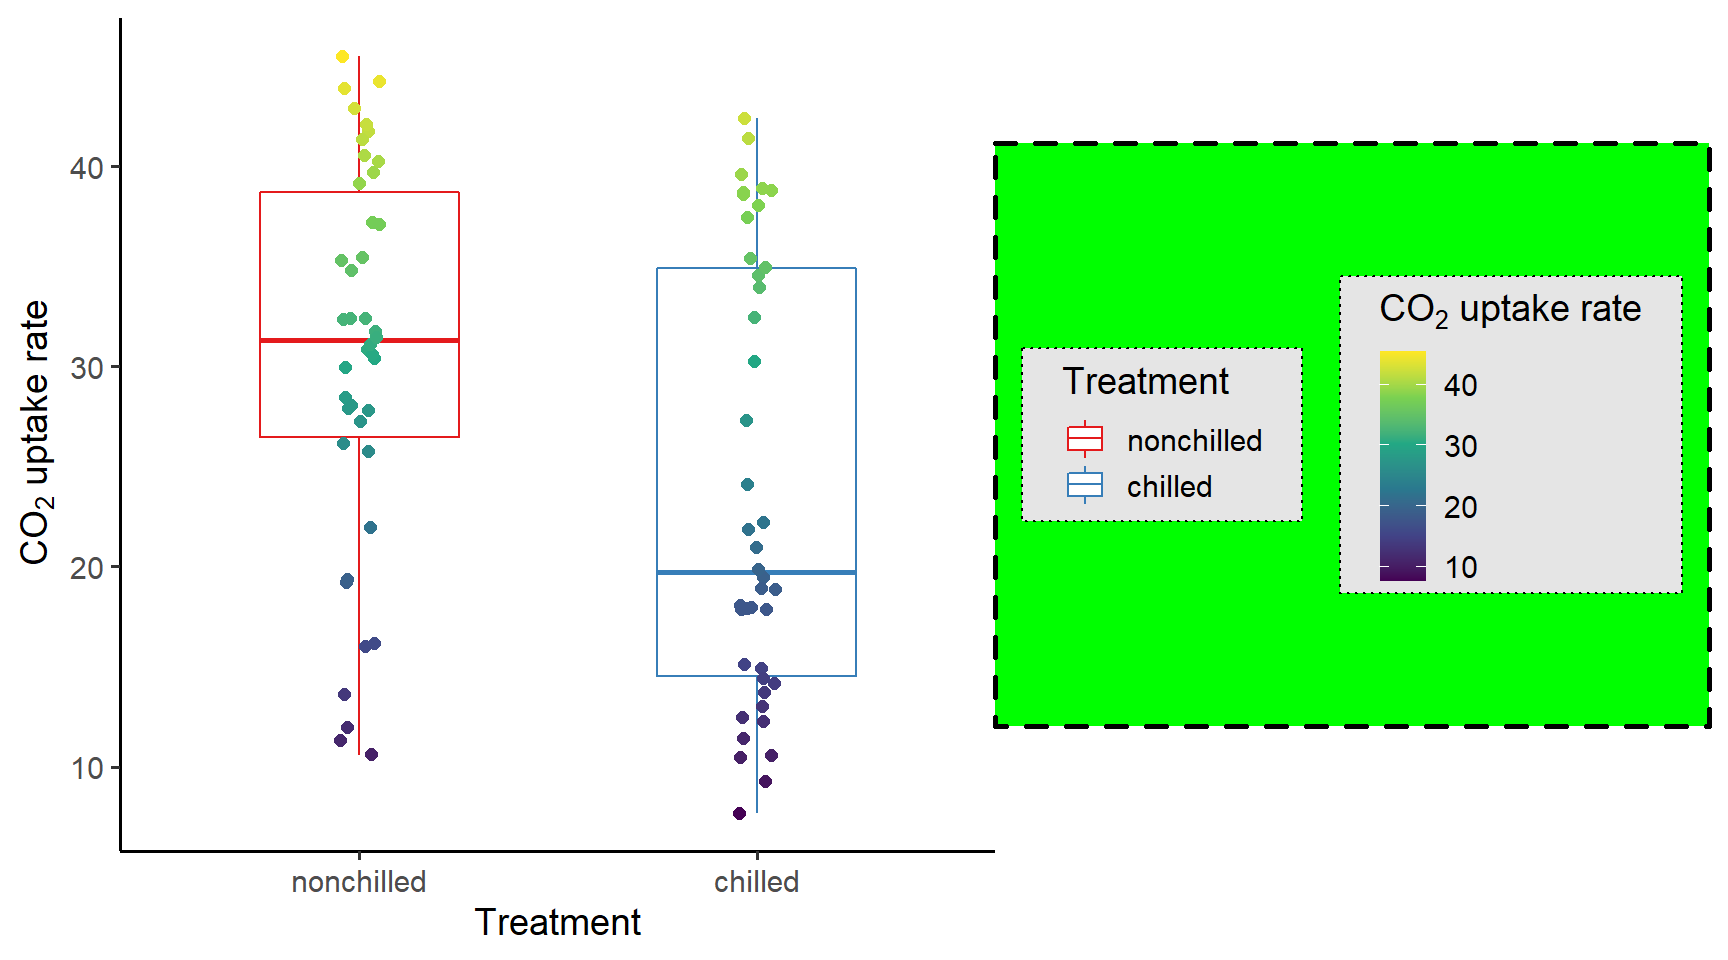 CO₂ uptake rate
40
30
20
10
nonchilled
chilled
Treatment
Treatment
nonchilled
chilled
CO₂ uptake rate
40
30
20
10